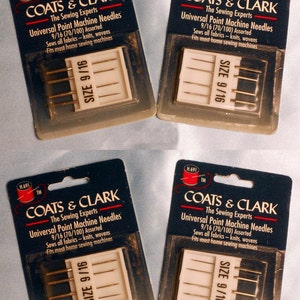 COATS & CLARK
The Sewing Experts
Universal Point Machine Needles
9/16 (70/100) Assorted
Sews all fabrics – knits, wovens
Fits most home sewing machines
SIZE 9/16
COATS & CLARK
The Sewing Experts
Universal Point Machine Needles
9/16 (70/100) Assorted
Sews all fabrics – knits, wovens
Fits most home sewing machines
SIZE 9/16
COATS & CLARK
The Sewing Experts
Universal Point Machine Needles
9/16 (70/100) Assorted
Sews all fabrics – knits, wovens
Fits most home sewing machines
SIZE 9/16
COATS & CLARK
The Sewing Experts
Universal Point Machine Needles
9/16 (70/100) Assorted
Sews all fabrics – knits, wovens
Fits most home sewing machines
SIZE 9/1